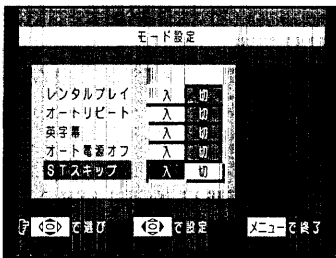 モード設定
レンタルプレイ 入 切
オートリピート 入 切
英字幕 入 切
オート電源オフ 入 切
STスキップ 入 切
で選び で設定 メニューで終了